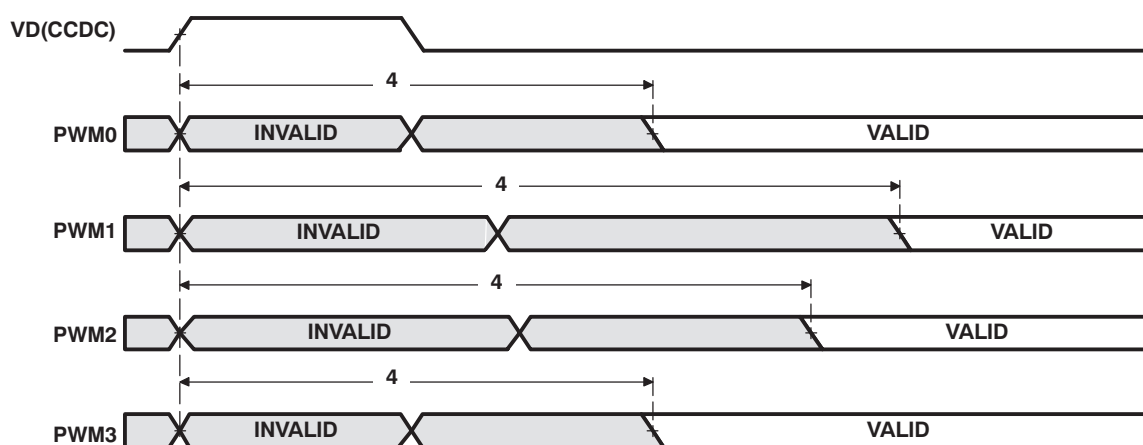 VD(CCDC)
4
PWM0 INVALID VALID
4
PWM1 INVALID VALID
4
PWM2 INVALID VALID
4
PWM3 INVALID VALID